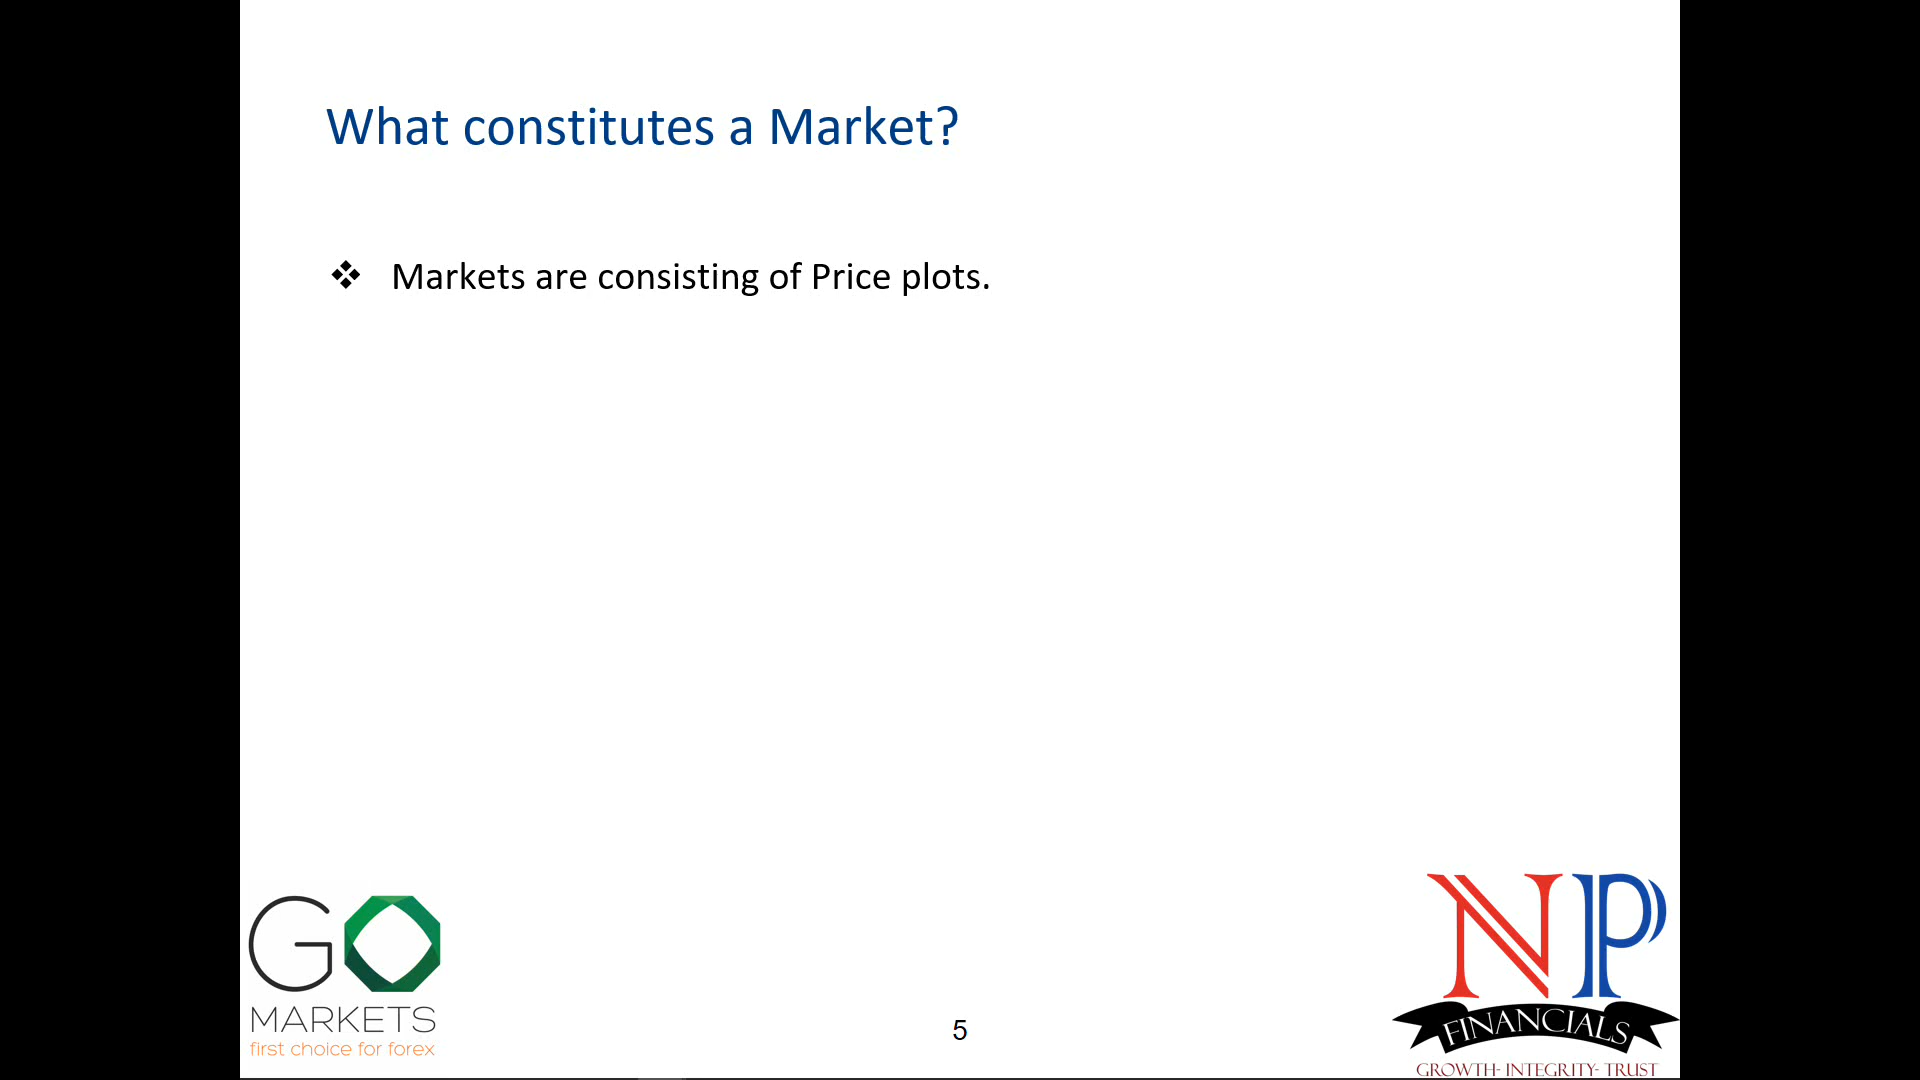 What constitutes a Market?
❖ Markets are consisting of Price plots.
GO
MARKETS
first choice for forex
5
NP
FINANCIALS
GROWTH- INTEGRITY- TRUST